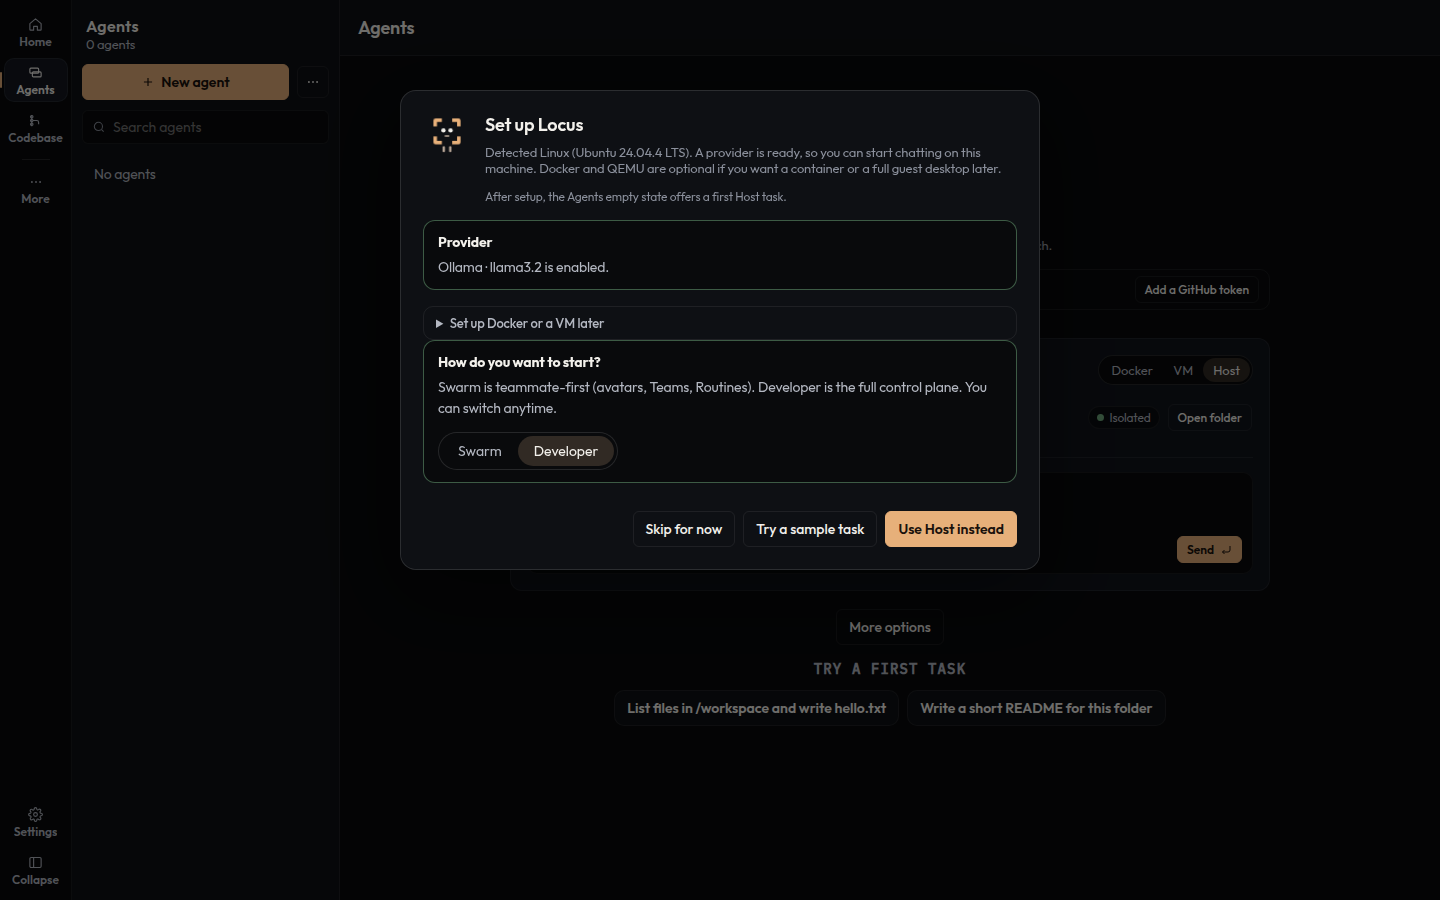 Home
Agents
Codebase
More
Settings
Collapse
Agents
0 agents
+ New agent
Search agents
No agents
Agents
Set up Locus
Detected Linux (Ubuntu 24.04.4 LTS). A provider is ready, so you can start chatting on this
machine. Docker and QEMU are optional if you want a container or a full guest desktop later.
After setup, the Agents empty state offers a first Host task.
Provider
Ollama · llama3.2 is enabled.
Set up Docker or a VM later
How do you want to start?
Swarm is teammate-first (avatars, Teams, Routines). Developer is the full control plane. You
can switch anytime.
Swarm Developer
Skip for now Try a sample task Use Host instead
Add a GitHub token
Docker VM Host
Isolated Open folder
Send
More options
TRY A FIRST TASK
List files in /workspace and write hello.txt Write a short README for this folder